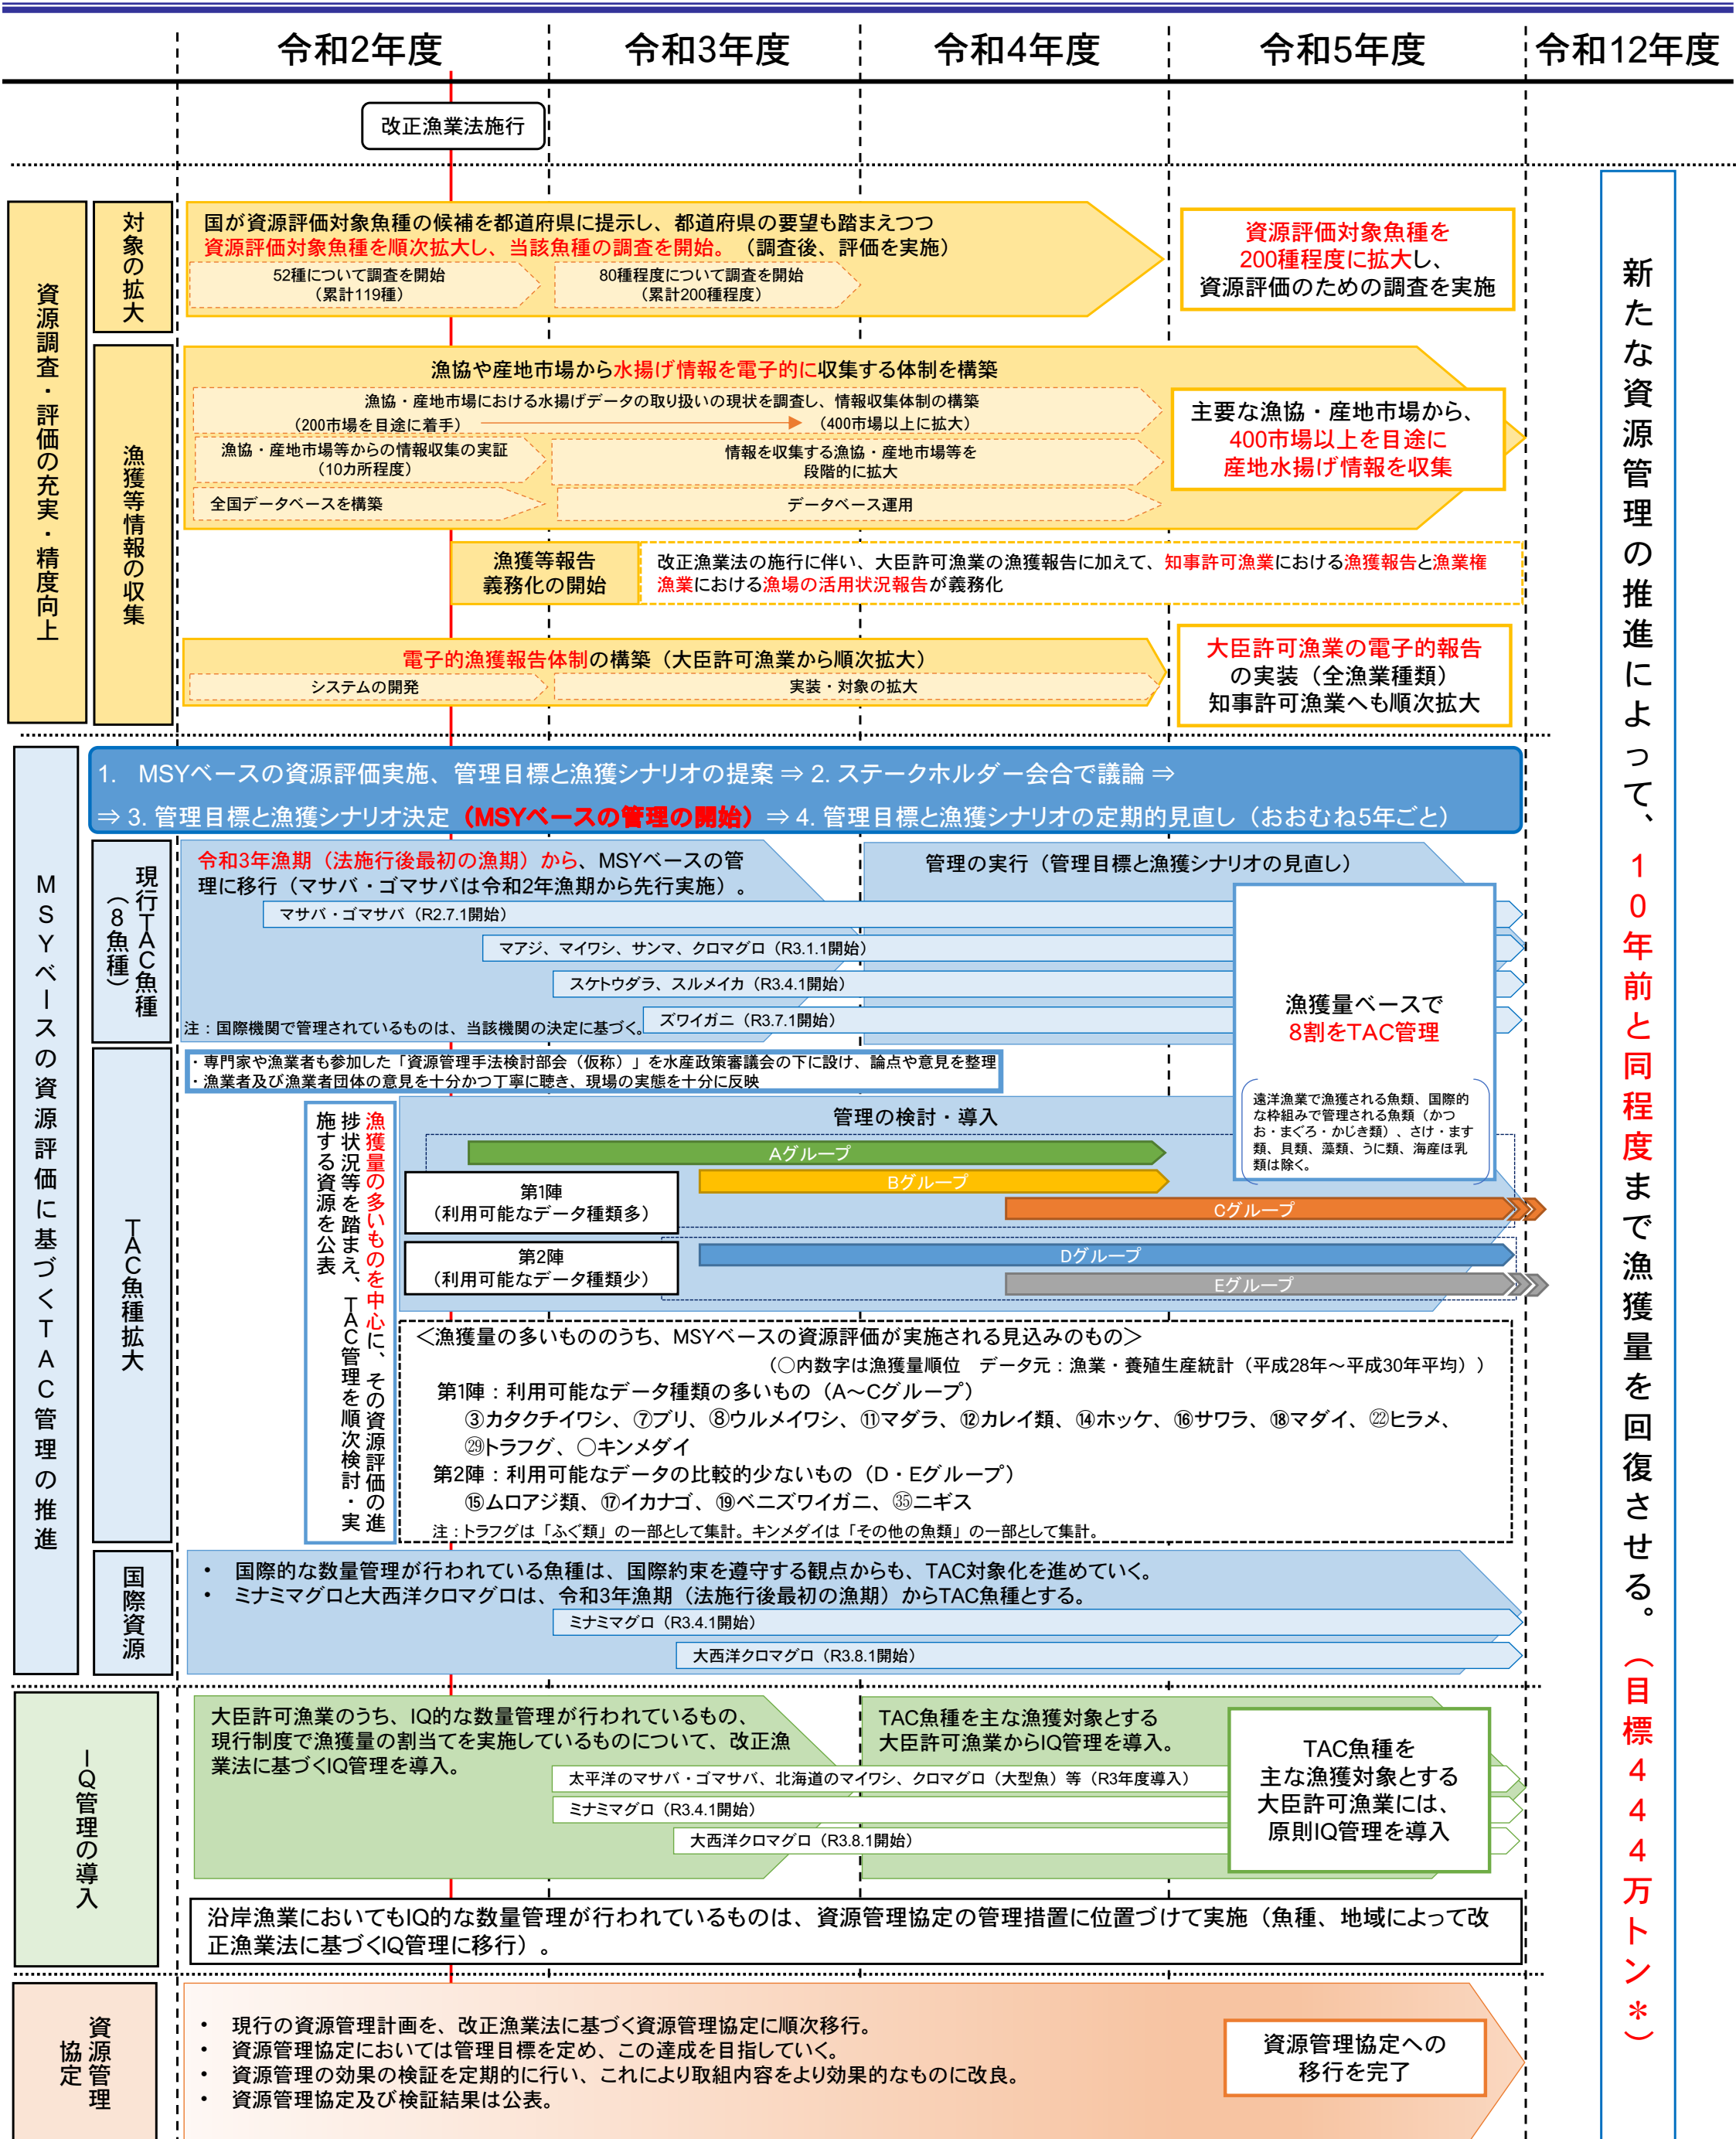 令和2年度
令和3年度
令和4年度
令和5年度
令和12年度
改正漁業法施行
資源調査・評価の充実・精度向上
対象の拡大
国が資源評価対象魚種の候補を都道府県に提示し、都道府県の要望も踏まえつつ
資源評価対象魚種を順次拡大し、当該魚種の調査を開始。（調査後、評価を実施）
52種について調査を開始
（累計119種）
80種程度について調査を開始
（累計200種程度）
資源評価対象魚種を
200種程度に拡大し、
資源評価のための調査を実施
漁獲等情報の収集
漁協や産地市場から水揚げ情報を電子的に収集する体制を構築
漁協・産地市場における水揚げデータの取り扱いの現状を調査し、情報収集体制の構築
（200市場を目途に着手）
（400市場以上に拡大）
漁協・産地市場等からの情報収集の実証
（10カ所程度）
情報を収集する漁協・産地市場等を
段階的に拡大
全国データベースを構築
データベース運用
主要な漁協・産地市場から、
400市場以上を目途に
産地水揚げ情報を収集
漁獲等報告
義務化の開始
改正漁業法の施行に伴い、大臣許可漁業の漁獲報告に加えて、知事許可漁業における漁獲報告と漁業権
漁業における漁場の活用状況報告が義務化
電子的漁獲報告体制の構築（大臣許可漁業から順次拡大）
システムの開発
実装・対象の拡大
大臣許可漁業の電子的報告
の実装（全漁業種類）
知事許可漁業へも順次拡大
MSYベースの資源評価に基づくTAC管理の推進
1. MSYベースの資源評価実施、管理目標と漁獲シナリオの提案 ⇒ 2. ステークホルダー会合で議論 ⇒
⇒ 3. 管理目標と漁獲シナリオ決定（MSYベースの管理の開始）⇒ 4. 管理目標と漁獲シナリオの定期的見直し（おおむね5年ごと）
現行TAC魚種
（8魚種）
令和3年漁期（法施行後最初の漁期）から、MSYベースの管
理に移行（マサバ・ゴマサバは令和2年漁期から先行実施）。
管理の実行（管理目標と漁獲シナリオの見直し）
マサバ・ゴマサバ（R2.7.1開始）
マアジ、マイワシ、サンマ、クロマグロ（R3.1.1開始）
スケトウダラ、スルメイカ（R3.4.1開始）
ズワイガニ（R3.7.1開始）
注：国際機関で管理されているものは、当該機関の決定に基づく。
漁獲量ベースで
8割をTAC管理
遠洋漁業で漁獲される魚類、国際的
な枠組みで管理される魚類（かつ
お・まぐろ・かじき類）、さけ・ます
類、貝類、藻類、うに類、海産ほ乳
類は除く。
TAC魚種拡大
・専門家や漁業者も参加した「資源管理手法検討部会（仮称）」を水産政策審議会の下に設け、論点や意見を整理
・漁業者及び漁業者団体の意見を十分かつ丁寧に聴き、現場の実態を十分に反映
漁獲量の多いものを中心に、その資源評価の進
捗状況等を踏まえ、TAC管理を順次検討・実
施する資源を公表
管理の検討・導入
Aグループ
Bグループ
Cグループ
第1陣
（利用可能なデータ種類多）
Dグループ
Eグループ
第2陣
（利用可能なデータ種類少）
＜漁獲量の多いもののうち、MSYベースの資源評価が実施される見込みのもの＞
（○内数字は漁獲量順位　データ元：漁業・養殖生産統計（平成28年～平成30年平均））
第1陣：利用可能なデータ種類の多いもの（A～Cグループ）
③カタクチイワシ、⑦ブリ、⑧ウルメイワシ、⑪マダラ、⑫カレイ類、⑭ホッケ、⑯サワラ、⑱マダイ、㉒ヒラメ、
㉙トラフグ、○キンメダイ
第2陣：利用可能なデータの比較的少ないもの（D・Eグループ）
⑮ムロアジ類、⑰イカナゴ、⑲ベニズワイガニ、㉟ニギス
注：トラフグは「ふぐ類」の一部として集計。キンメダイは「その他の魚類」の一部として集計。
国際資源
・ 国際的な数量管理が行われている魚種は、国際約束を遵守する観点からも、TAC対象化を進めていく。
・ ミナミマグロと大西洋クロマグロは、令和3年漁期（法施行後最初の漁期）からTAC魚種とする。
ミナミマグロ（R3.4.1開始）
大西洋クロマグロ（R3.8.1開始）
IQ管理の導入
大臣許可漁業のうち、IQ的な数量管理が行われているもの、
現行制度で漁獲量の割当てを実施しているものについて、改正漁
業法に基づくIQ管理を導入。
TAC魚種を主な漁獲対象とする
大臣許可漁業からIQ管理を導入。
太平洋のマサバ・ゴマサバ、北海道のマイワシ、クロマグロ（大型魚）等（R3年度導入）
ミナミマグロ（R3.4.1開始）
大西洋クロマグロ（R3.8.1開始）
TAC魚種を
主な漁獲対象とする
大臣許可漁業には、
原則IQ管理を導入
沿岸漁業においてもIQ的な数量管理が行われているものは、資源管理協定の管理措置に位置づけて実施（魚種、地域によって改
正漁業法に基づくIQ管理に移行）。
資源管理
協定
・ 現行の資源管理計画を、改正漁業法に基づく資源管理協定に順次移行。
・ 資源管理協定においては管理目標を定め、この達成を目指していく。
・ 資源管理の効果の検証を定期的に行い、これにより取組内容をより効果的なものに改良。
・ 資源管理協定及び検証結果は公表。
資源管理協定への
移行を完了
新たな資源管理の推進によって、10年前と同程度まで漁獲量を回復させる。（目標444万トン＊）